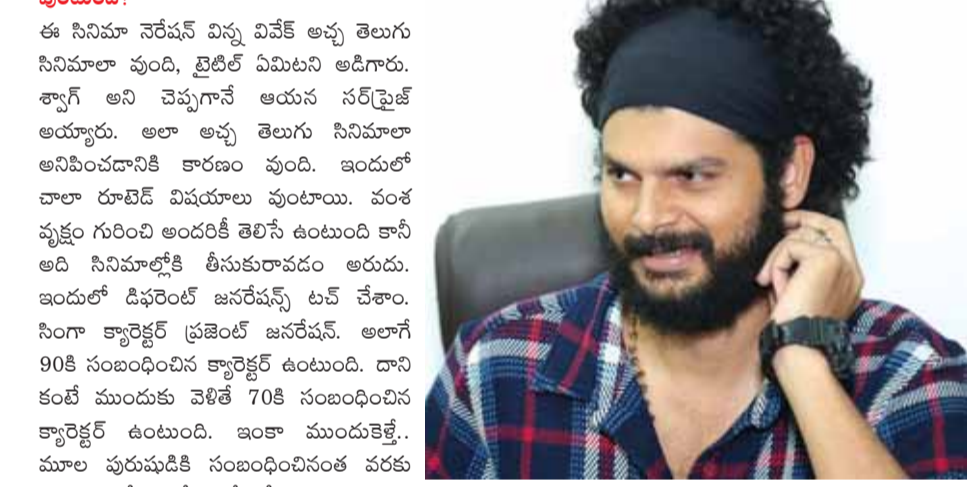 ఈ సినిమా నెరేషన్ విన్న వివేక్ అచ్చ తెలుగు
సినిమాలా వుంది, టైటిల్ ఏమిటని అడిగారు.
శ్వాగ్ అని చెప్పగానే ఆయన సర్‌ప్రైజ్
అయ్యారు. అలా అచ్చ తెలుగు సినిమాలా
అనిపించడానికి కారణం వుంది. ఇందులో
చాలా రూటెడ్ విషయాలు వుంటాయి. వంశ
వృక్షం గురించి అందరికీ తెలిసే ఉంటుంది కానీ
అది సినిమాల్లోకి తీసుకురావడం అరుదు.
ఇందులో డిఫరెంట్ జనరేషన్స్ టచ్ చేశాం.
సింగా క్యారెక్టర్ ప్రజెంట్ జనరేషన్. అలాగే
90కి సంబంధించిన క్యారెక్టర్ ఉంటుంది. దాని
కంటే ముందుకు వెళితే 70కి సంబంధించిన
క్యారెక్టర్ ఉంటుంది. ఇంకా ముందుకెళ్తే..
మూల పురుషుడికి సంబంధించినంత వరకు